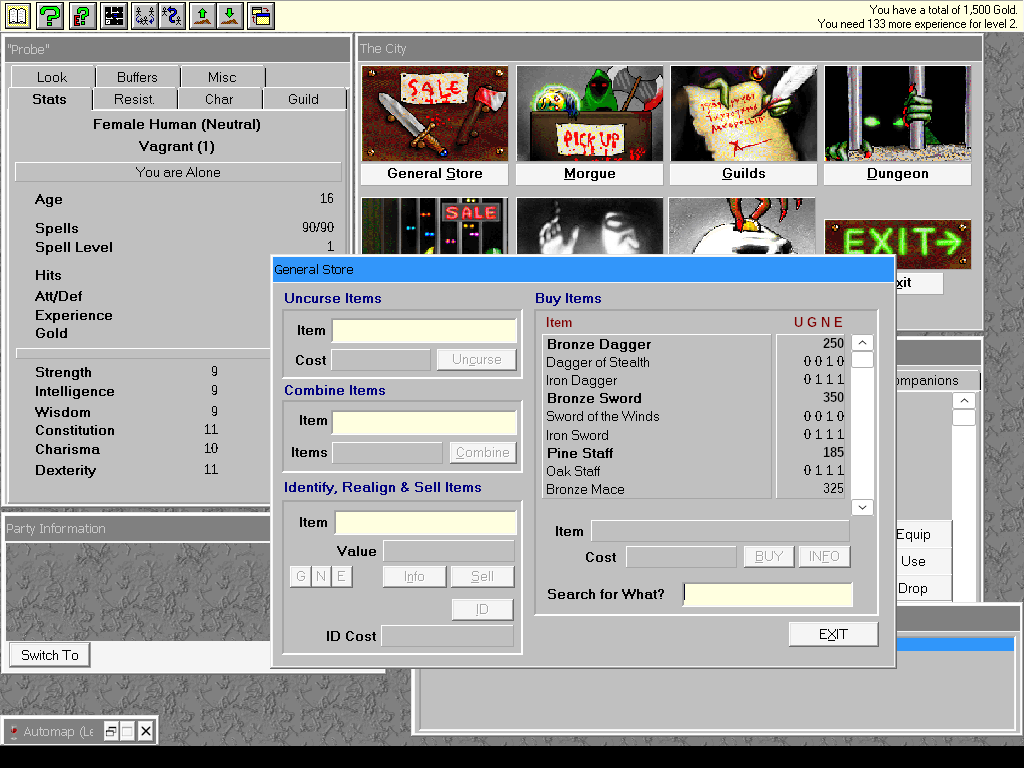 You have a total of 1,500 Gold.
You need 133 more experience for level 2.
"Probe"
Look Buffers Misc
Stats Resist. Char Guild
Female Human (Neutral)
Vagrant (1)
You are Alone
Age 16
Spells 90/90
Spell Level 1
Hits
Att/Def
Experience
Gold
Strength 9
Intelligence 9
Wisdom 9
Constitution 11
Charisma 10
Dexterity 11
The City
SALE
PICK UP
General Store Morgue Guilds Dungeon
SALE
EXIT
xit
General Store
Uncurse Items
Item
Cost Uncurse
Combine Items
Item
Items Combine
Identify, Realign & Sell Items
Item
Value
G N E Info Sell
ID
ID Cost
Buy Items
Item U G N E
Bronze Dagger 250
Dagger of Stealth 0 0 1 0
Iron Dagger 0 1 1 1
Bronze Sword 350
Sword of the Winds 0 0 1 0
Iron Sword 0 1 1 1
Pine Staff 185
Oak Staff 0 1 1 1
Bronze Mace 325
Item
Cost BUY INFO
Search for What?
EXIT
ompanions
Equip
Use
Drop
Party Information
Switch To
Automap (Le